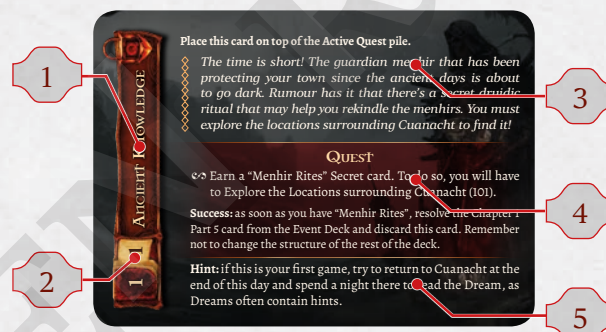 Place this card on top of the Active Quest pile.
The time is short! The guardian menhir that has been
protecting your town since the ancient days is about
to go dark. Rumour has it that there's a secret druidic
ritual that may help you rekindle the menhirs. You must
explore the locations surrounding Cuanacht to find it!
Quest
Earn a “Menhir Rites” Secret card. To do so, you will have
to Explore the Locations surrounding Cuanacht (101).
Success: as soon as you have “Menhir Rites”, resolve the Chapter 1
Part 5 card from the Event Deck and discard this card. Remember
not to change the structure of the rest of the deck.
Hint: if this is your first game, try to return to Cuanacht at the
end of this day and spend a night there to read the Dream, as
Dreams often contain hints.
Ancient Knowledge
1
1
1
2
3
4
5